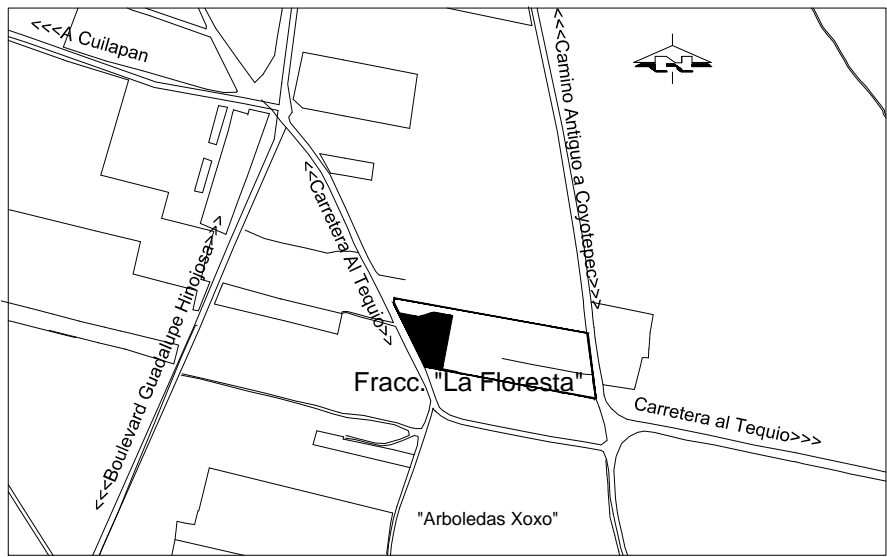 <<<A Cuilapan
<<<Camino Antiguo a Coyotepec>>>
<<Carretera Al Tequio>>
<<<Boulevard Guadalupe Hinojosa>>>
Fracc. "La Floresta"
Carretera al Tequio>>>
"Arboledas Xoxo"